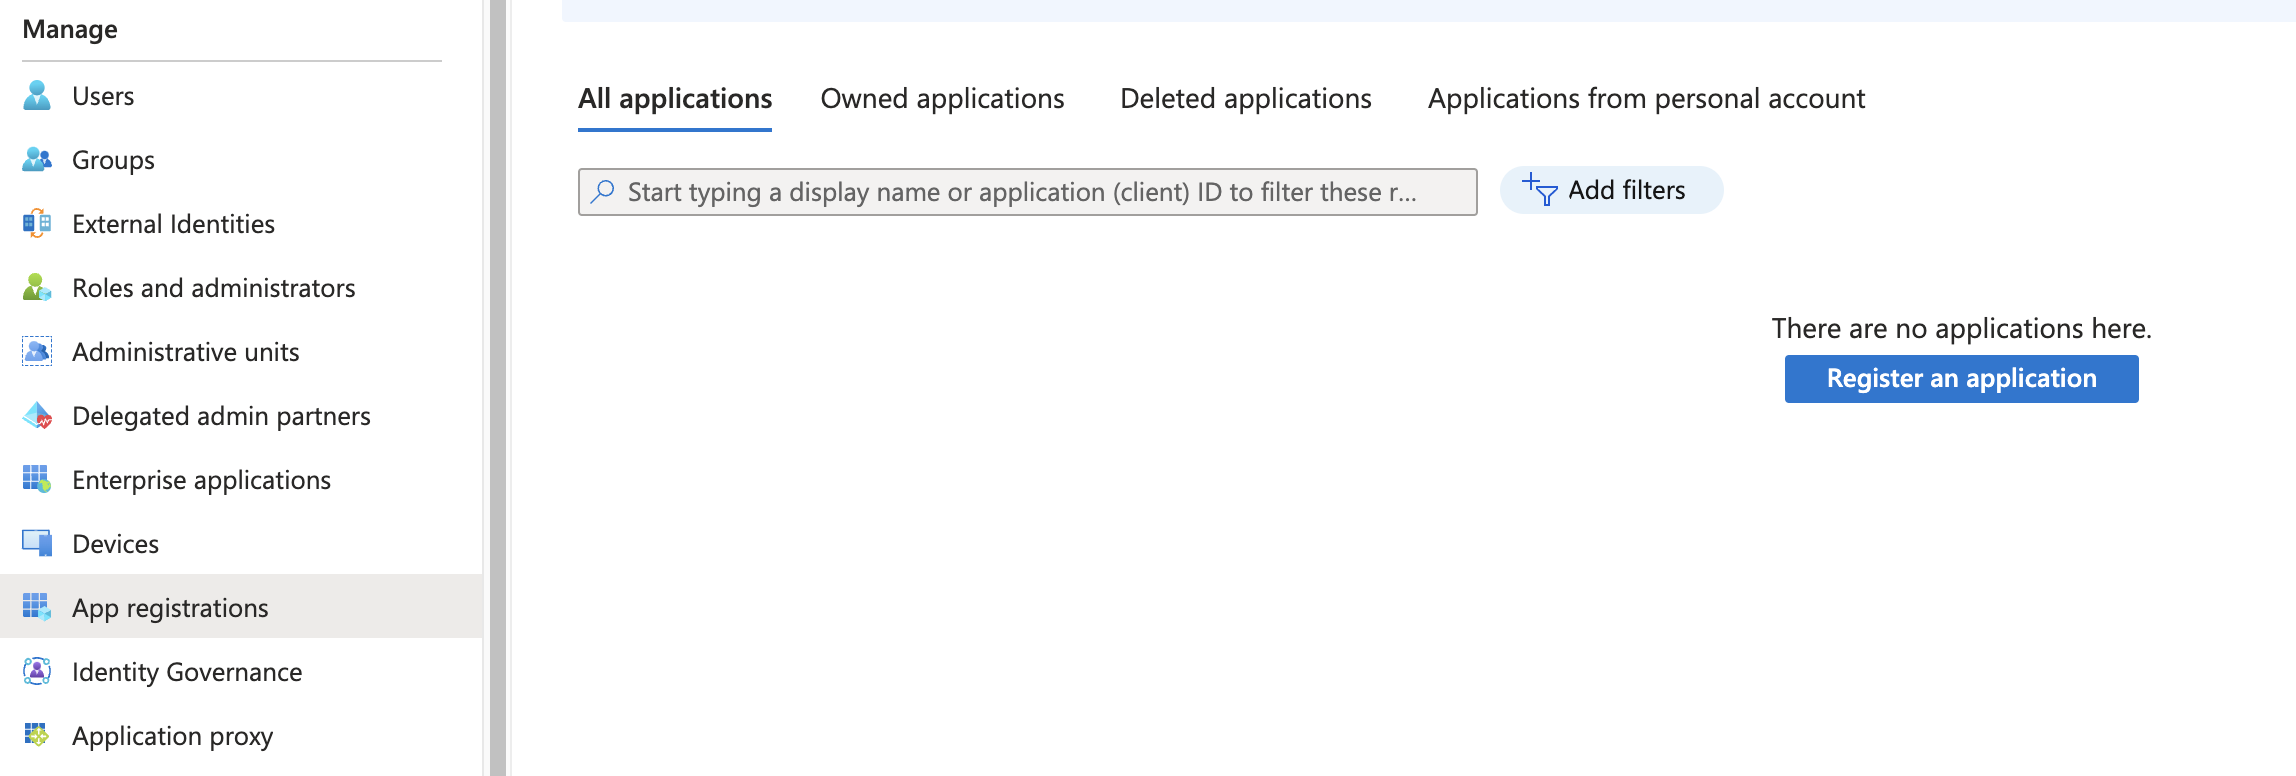 Manage
Users
Groups
External Identities
Roles and administrators
Administrative units
Delegated admin partners
Enterprise applications
Devices
App registrations
Identity Governance
Application proxy
All applications Owned applications Deleted applications Applications from personal account
Start typing a display name or application (client) ID to filter these r... Add filters
There are no applications here.
Register an application